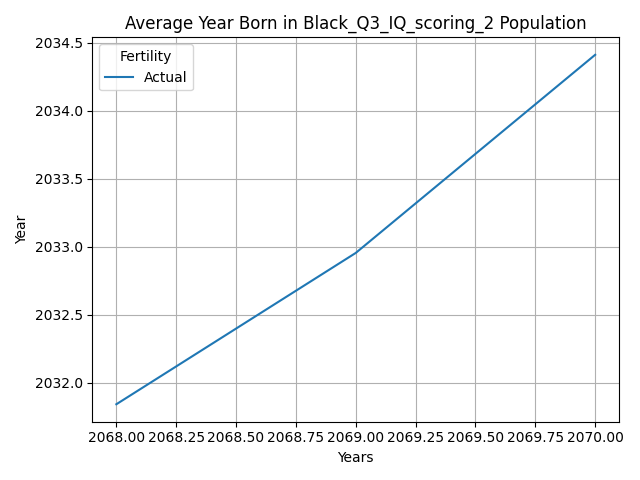 Average Year Born in Black_Q3_IQ_scoring_2 Population
Fertility
Actual
2034.5
2034.0
2033.5
2033.0
2032.5
2032.0
Year
2068.00 2068.25 2068.50 2068.75 2069.00 2069.25 2069.50 2069.75 2070.00
Years